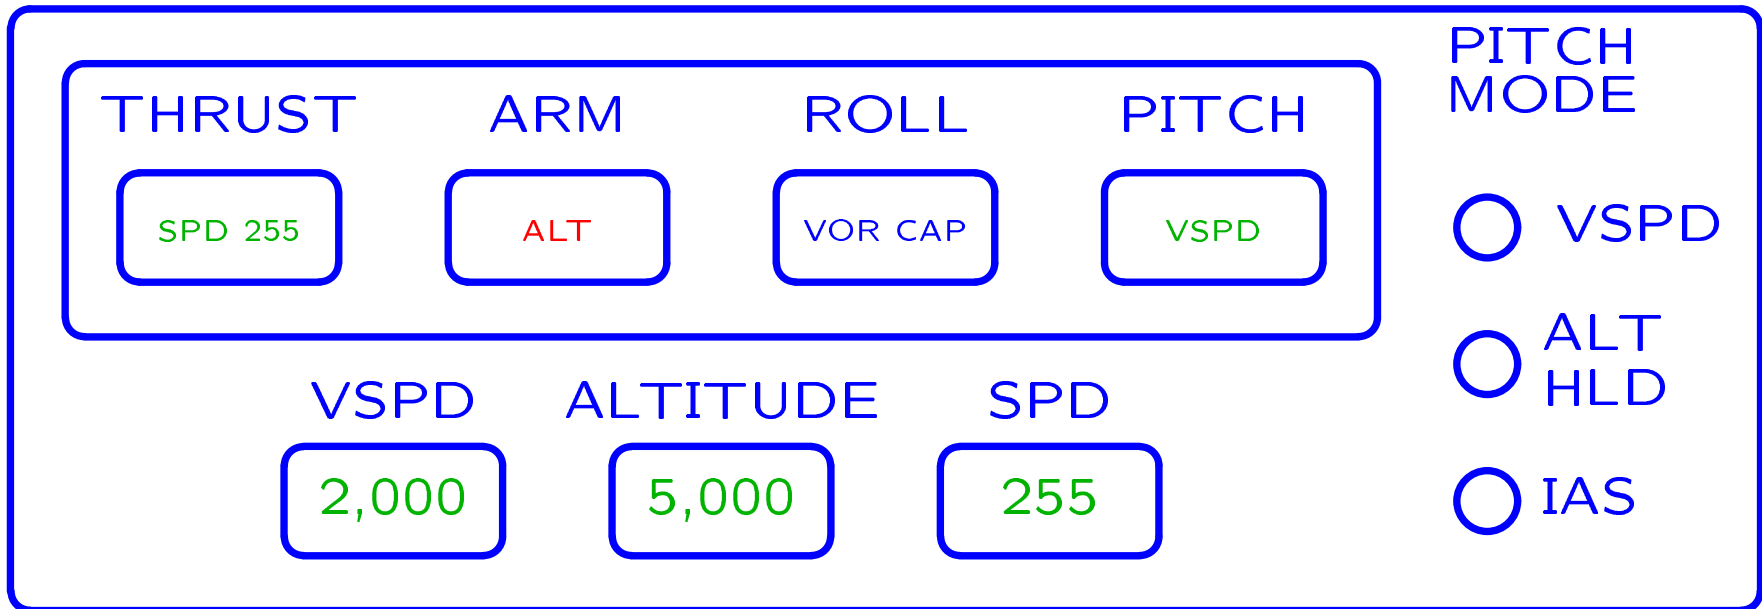 PITCH
MODE
THRUST ARM ROLL PITCH
SPD 255 ALT VOR CAP VSPD
VSPD
ALT
HLD
VSPD ALTITUDE SPD
2,000 5,000 255
IAS